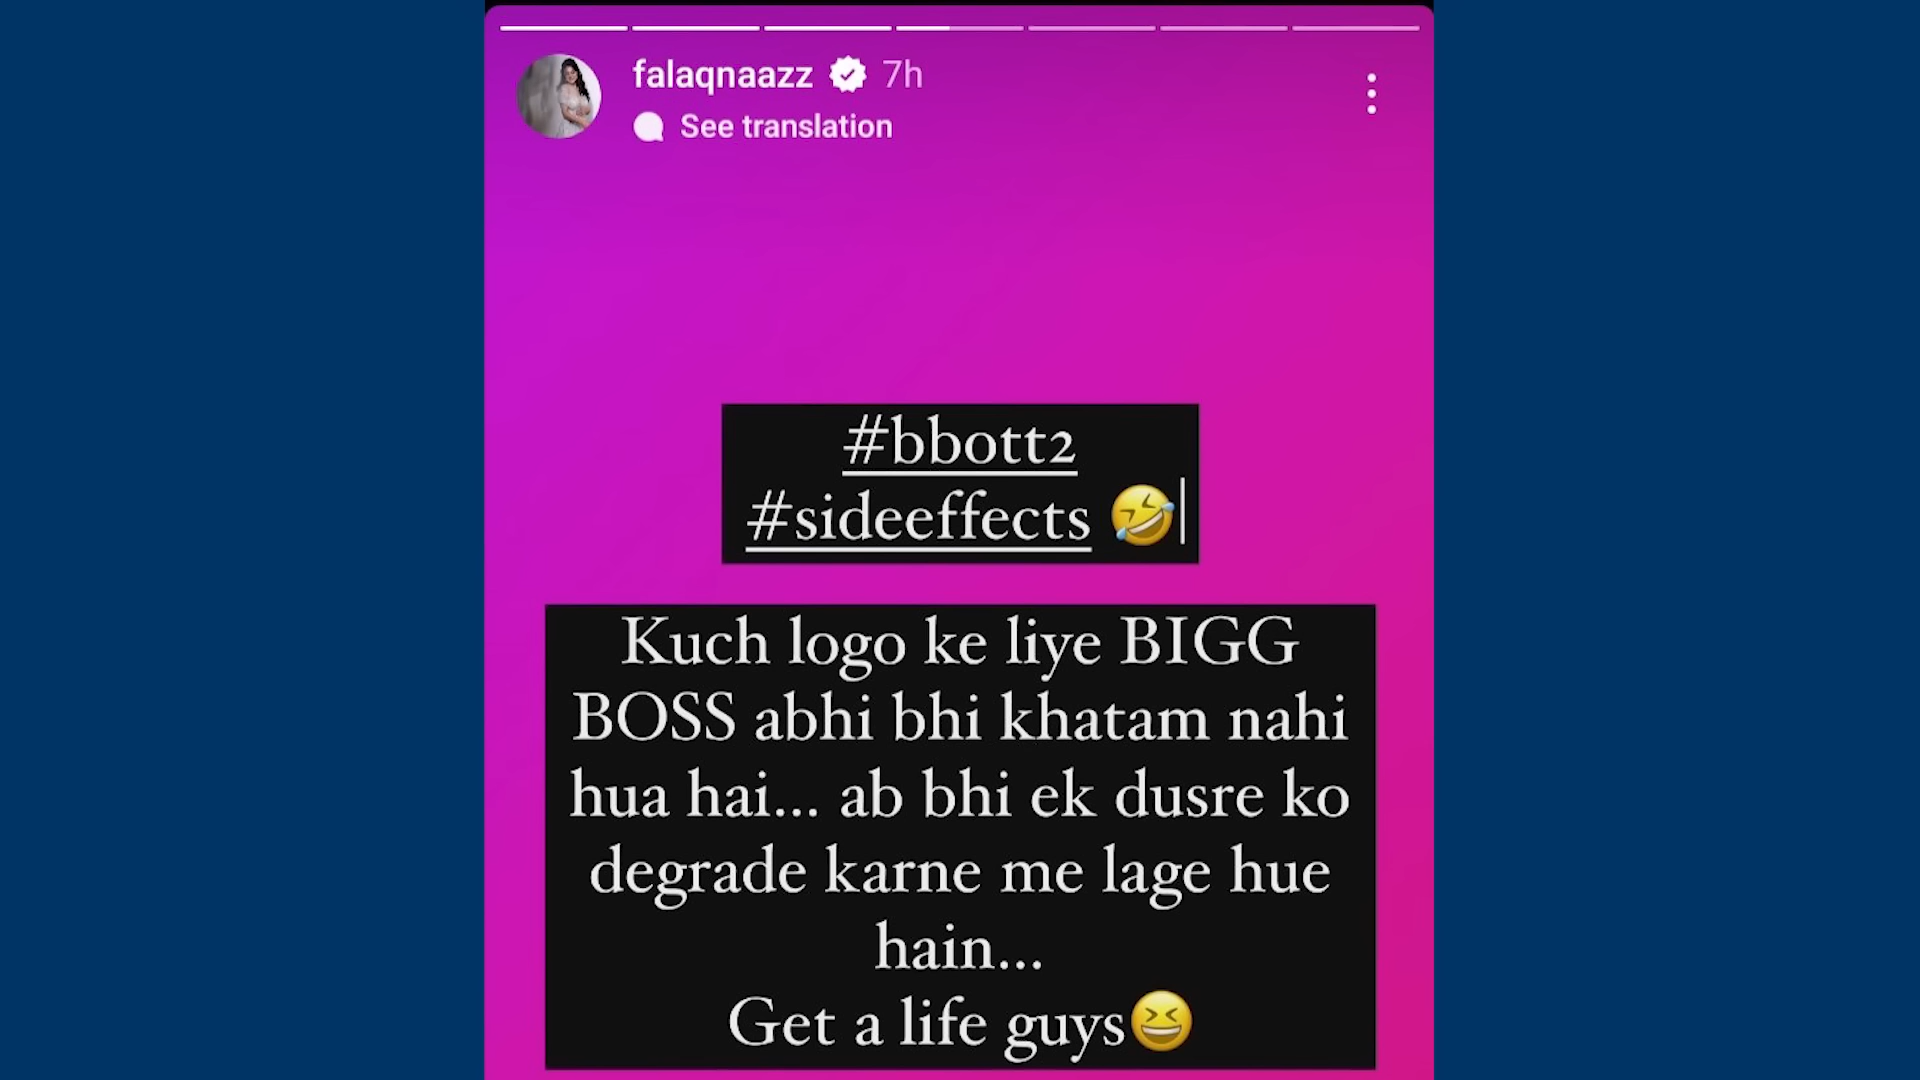 falaqnaazz 7h
See translation
#bbott2
#sideeffects 🤣
Kuch logo ke liye BIGG
BOSS abhi bhi khatam nahi
hua hai... ab bhi ek dusre ko
degrade karne me lage hue
hain...
Get a life guys😆